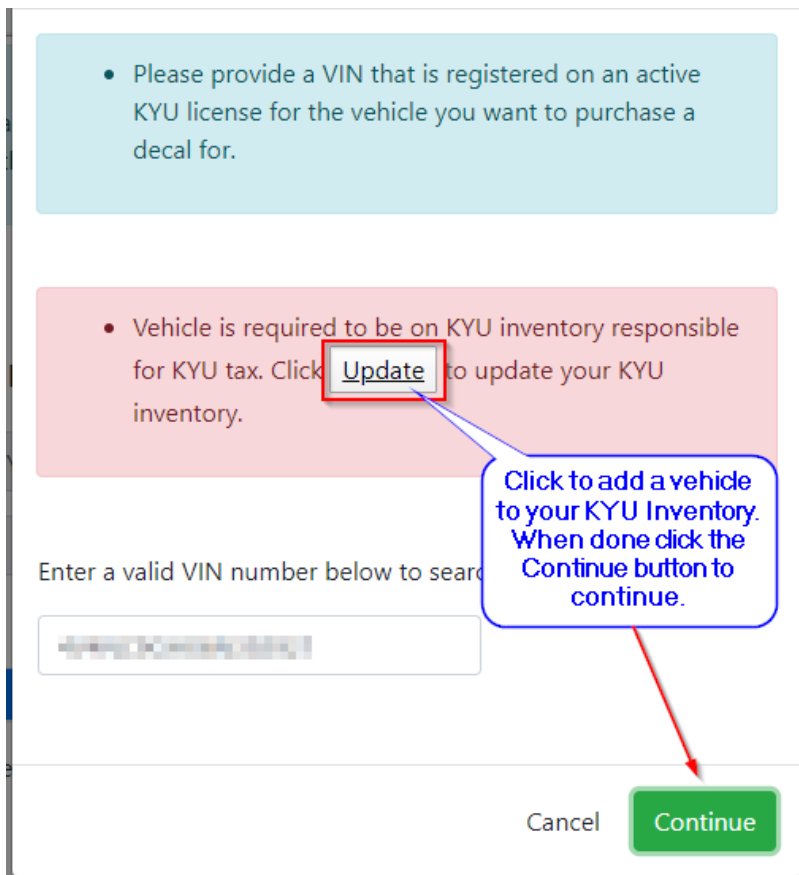 • Please provide a VIN that is registered on an active
KYU license for the vehicle you want to purchase a
decal for.
• Vehicle is required to be on KYU inventory responsible
for KYU tax. Click Update to update your KYU
inventory.
Click to add a vehicle
to your KYU Inventory.
When done click the
Continue button to
continue.
Enter a valid VIN number below to
Cancel Continue